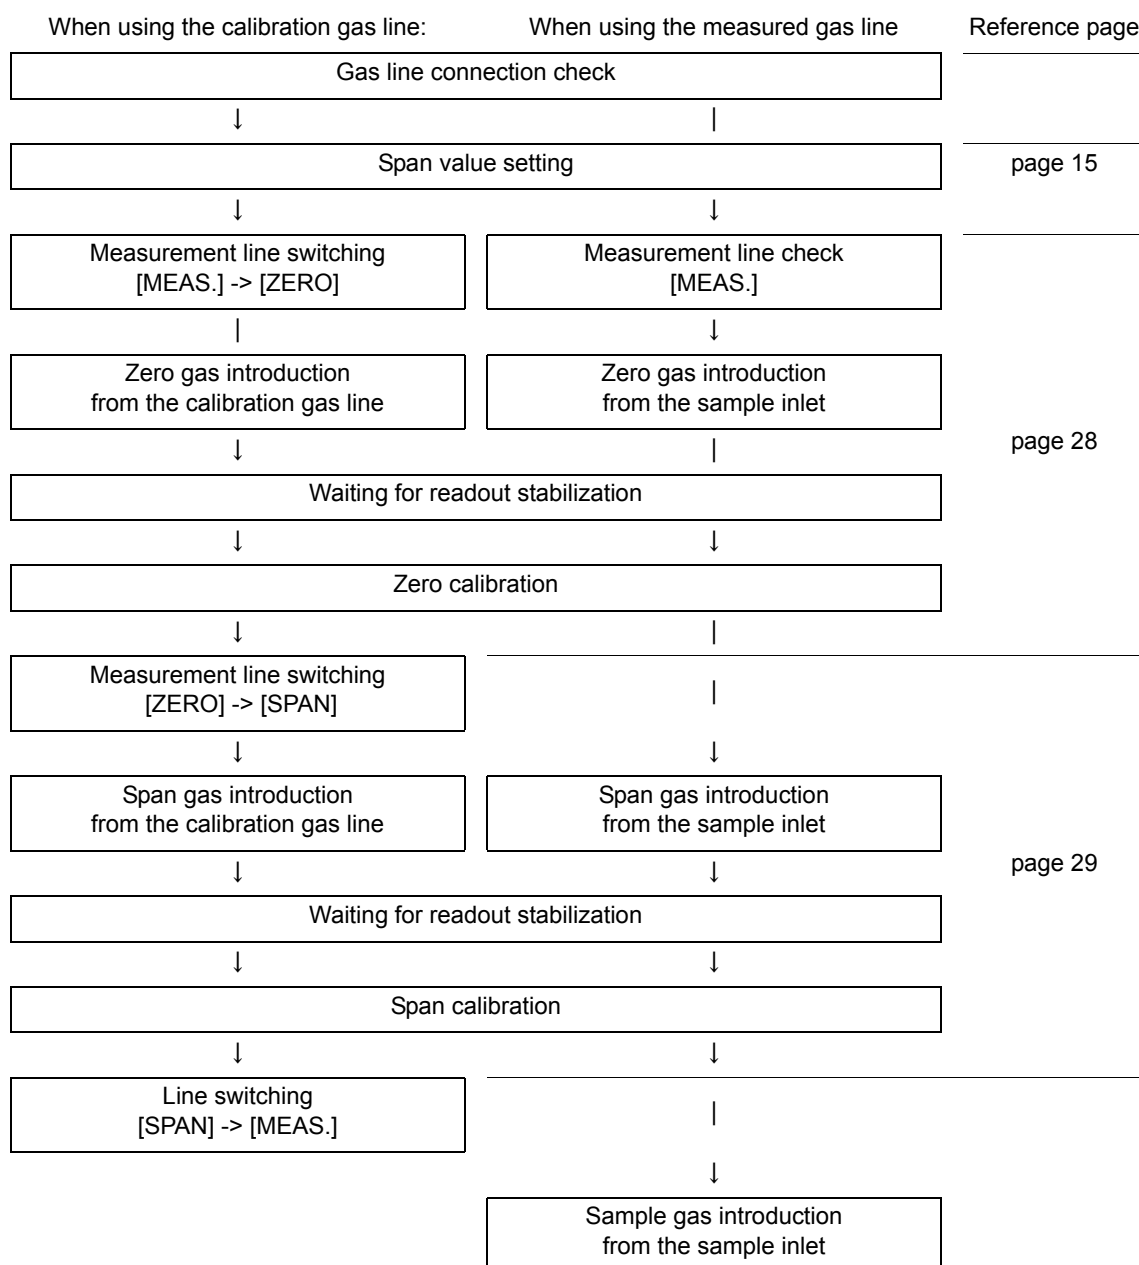 When using the calibration gas line: When using the measured gas line Reference page
Gas line connection check
↓ |
Span value setting page 15
↓ ↓
Measurement line switching
[MEAS.] -> [ZERO]
Measurement line check
[MEAS.]
| ↓
Zero gas introduction
from the calibration gas line
Zero gas introduction
from the sample inlet
page 28
↓ |
Waiting for readout stabilization
↓ ↓
Zero calibration
↓ |
Measurement line switching
[ZERO] -> [SPAN]
|
↓ ↓
Span gas introduction
from the calibration gas line
Span gas introduction
from the sample inlet
page 29
↓ ↓
Waiting for readout stabilization
↓ ↓
Span calibration
↓ ↓
Line switching
[SPAN] -> [MEAS.]
|
↓
Sample gas introduction
from the sample inlet